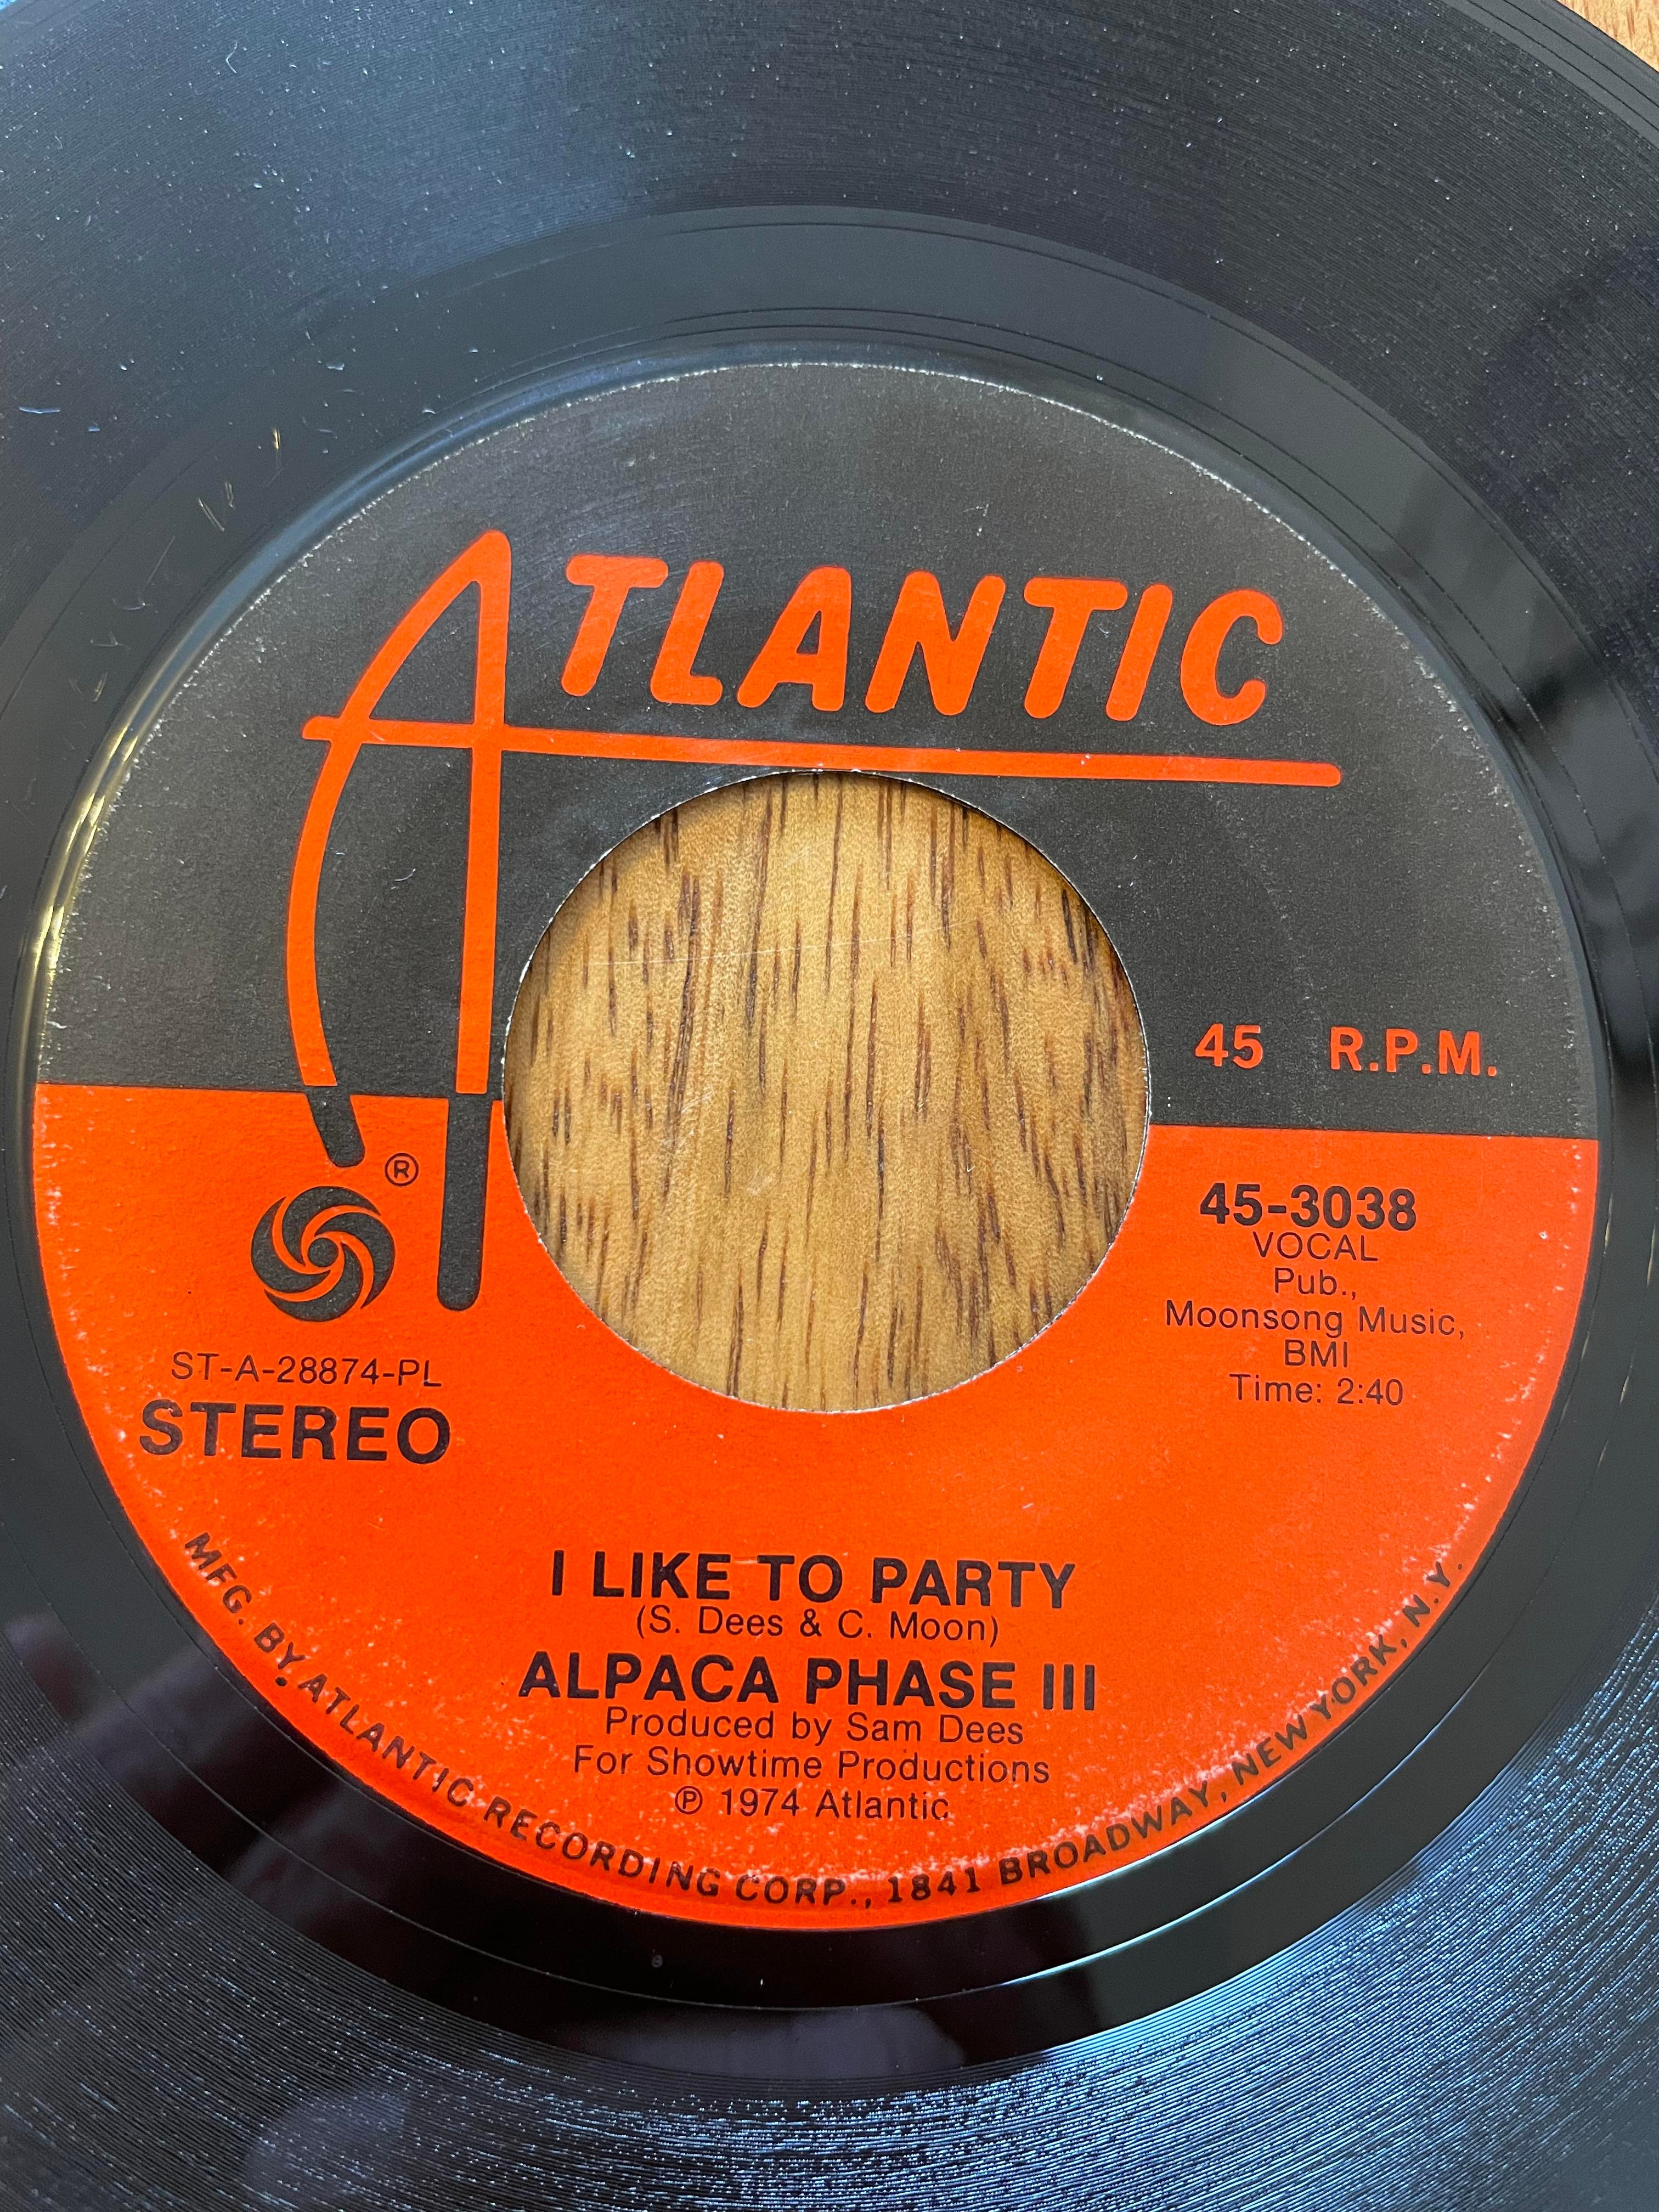 ATLANTIC
45 R.P.M.
®
45-3038
VOCAL
Pub.,
Moonsong Music,
BMI
Time: 2:40
ST-A-28874-PL
STEREO
I LIKE TO PARTY
(S. Dees & C. Moon)
ALPACA PHASE III
Produced by Sam Dees
For Showtime Productions
℗ 1974 Atlantic
MFG. BY ATLANTIC RECORDING CORP., 1841 BROADWAY, NEW YORK, N.Y.